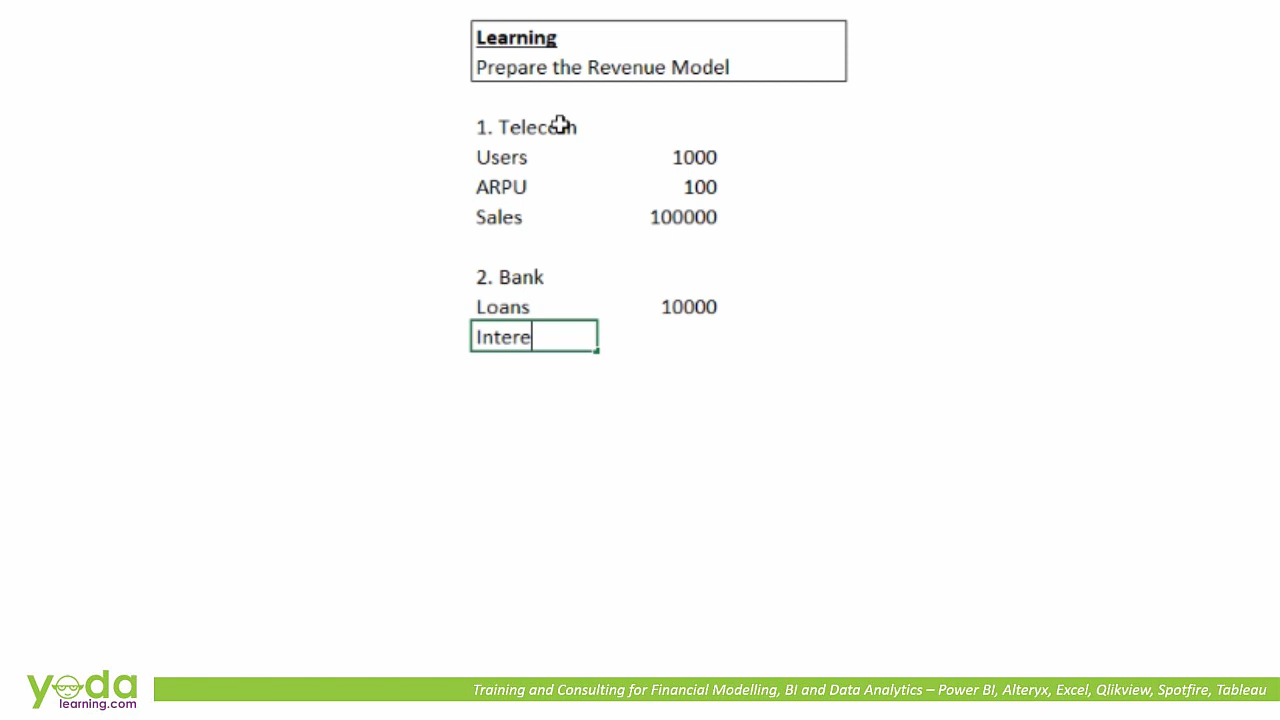 Learning
Prepare the Revenue Model
1. Telecom
Users 1000
ARPU 100
Sales 100000
2. Bank
Loans 10000
Intere
yoda
learning.com
Training and Consulting for Financial Modelling, BI and Data Analytics – Power BI, Alteryx, Excel, Qlikview, Spotfire, Tableau